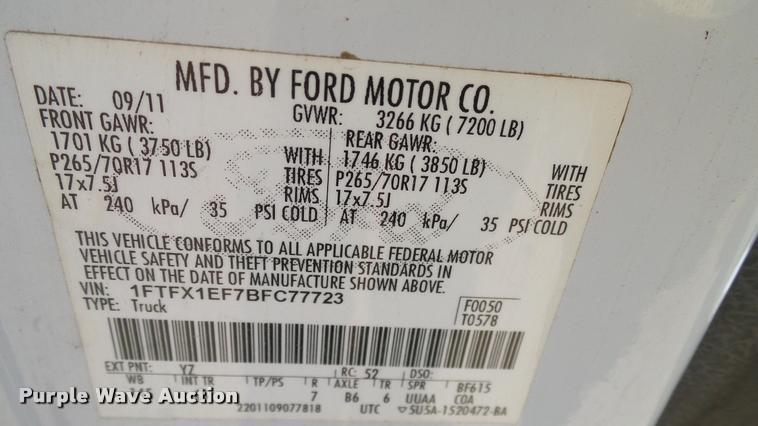 MFD. BY FORD MOTOR CO.
DATE: 09/11 GVWR: 3266 KG ( 7200 LB)
FRONT GAWR: REAR GAWR:
1701 KG ( 3750 LB) WITH 1746 KG ( 3850 LB) WITH
P265/70R17 113S TIRES P265/70R17 113S TIRES
17x7.5J RIMS 17x7.5J RIMS
AT 240 kPa/ 35 PSI COLD AT 240 kPa/ 35 PSI COLD
THIS VEHICLE CONFORMS TO ALL APPLICABLE FEDERAL MOTOR
VEHICLE SAFETY AND THEFT PREVENTION STANDARDS IN
EFFECT ON THE DATE OF MANUFACTURE SHOWN ABOVE.
VIN: 1FTFX1EF7BFC77723
TYPE: Truck
F0050
T0578
EXT PNT: YZ RC: 52 DSO:
WB INT TR TP/PS R AXLE TR SPR BF615
7 B6 6 UUAA COA
2201109077818 UTC ▽5U5A-1520472-BA
Purple Wave Auction